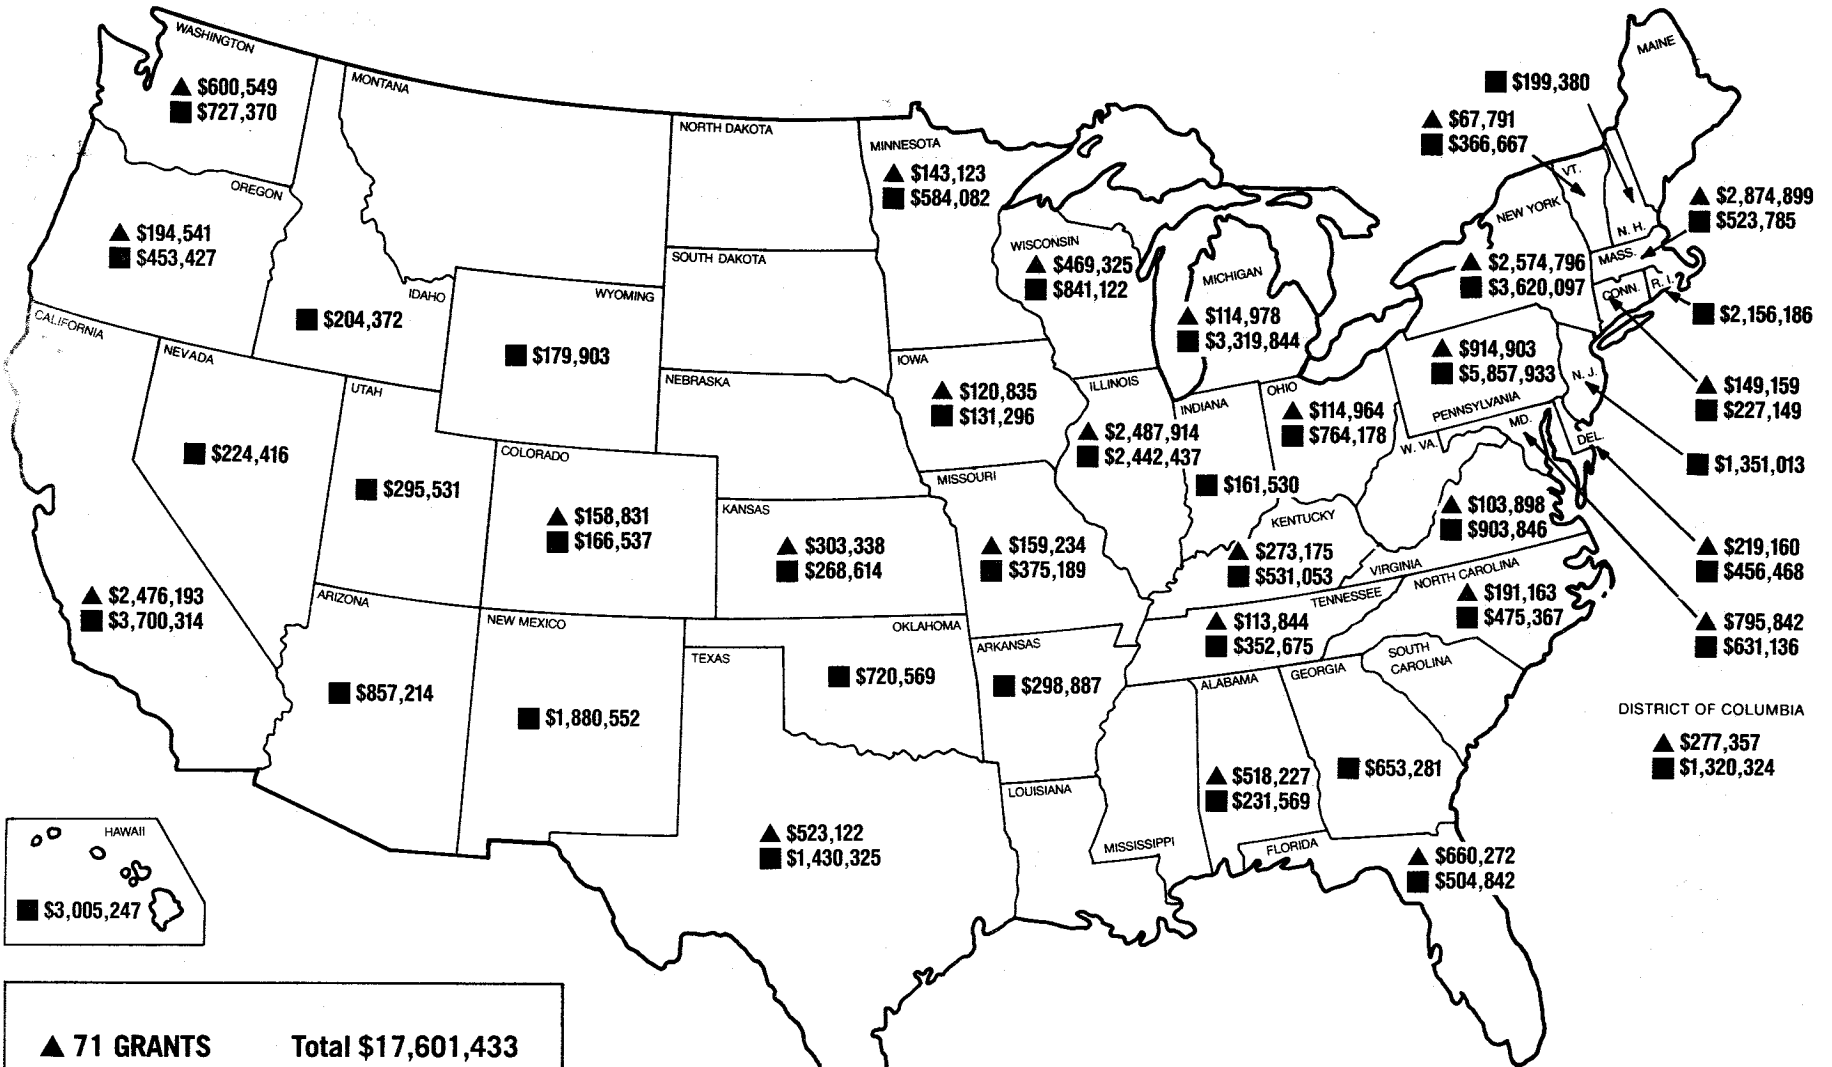 WASHINGTON
▲ $600,549
■ $727,370
MONTANA
NORTH DAKOTA
MINNESOTA
▲ $143,123
■ $584,082
MAINE
■ $199,380
▲ $67,791
■ $366,667
VT.
N. H.
NEW YORK
▲ $2,574,796
■ $3,620,097
▲ $2,874,899
■ $523,785
MASS.
CONN.
R. I.
■ $2,156,186
OREGON
▲ $194,541
■ $453,427
IDAHO
■ $204,372
WYOMING
■ $179,903
SOUTH DAKOTA
WISCONSIN
▲ $469,325
■ $841,122
MICHIGAN
▲ $114,978
■ $3,319,844
CALIFORNIA
▲ $2,476,193
■ $3,700,314
NEVADA
■ $224,416
UTAH
■ $295,531
COLORADO
▲ $158,831
■ $166,537
NEBRASKA
IOWA
▲ $120,835
■ $131,296
ILLINOIS
▲ $2,487,914
■ $2,442,437
INDIANA
■ $161,530
OHIO
▲ $114,964
■ $764,178
▲ $914,903
■ $5,857,933
PENNSYLVANIA
N. J.
▲ $149,159
■ $227,149
■ $1,351,013
W. VA.
MD.
DEL.
▲ $219,160
■ $456,468
▲ $795,842
■ $631,136
KANSAS
▲ $303,338
■ $268,614
MISSOURI
▲ $159,234
■ $375,189
KENTUCKY
▲ $273,175
■ $531,053
▲ $103,898
■ $903,846
VIRGINIA
NORTH CAROLINA
▲ $191,163
■ $475,367
TENNESSEE
▲ $113,844
■ $352,675
ARIZONA
■ $857,214
NEW MEXICO
■ $1,880,552
OKLAHOMA
■ $720,569
TEXAS
▲ $523,122
■ $1,430,325
ARKANSAS
■ $298,887
LOUISIANA
MISSISSIPPI
ALABAMA
▲ $518,227
■ $231,569
GEORGIA
■ $653,281
SOUTH
CAROLINA
FLORIDA
▲ $660,272
■ $504,842
DISTRICT OF COLUMBIA
▲ $277,357
■ $1,320,324
HAWAII
■ $3,005,247
▲ 71 GRANTS Total $17,601,433